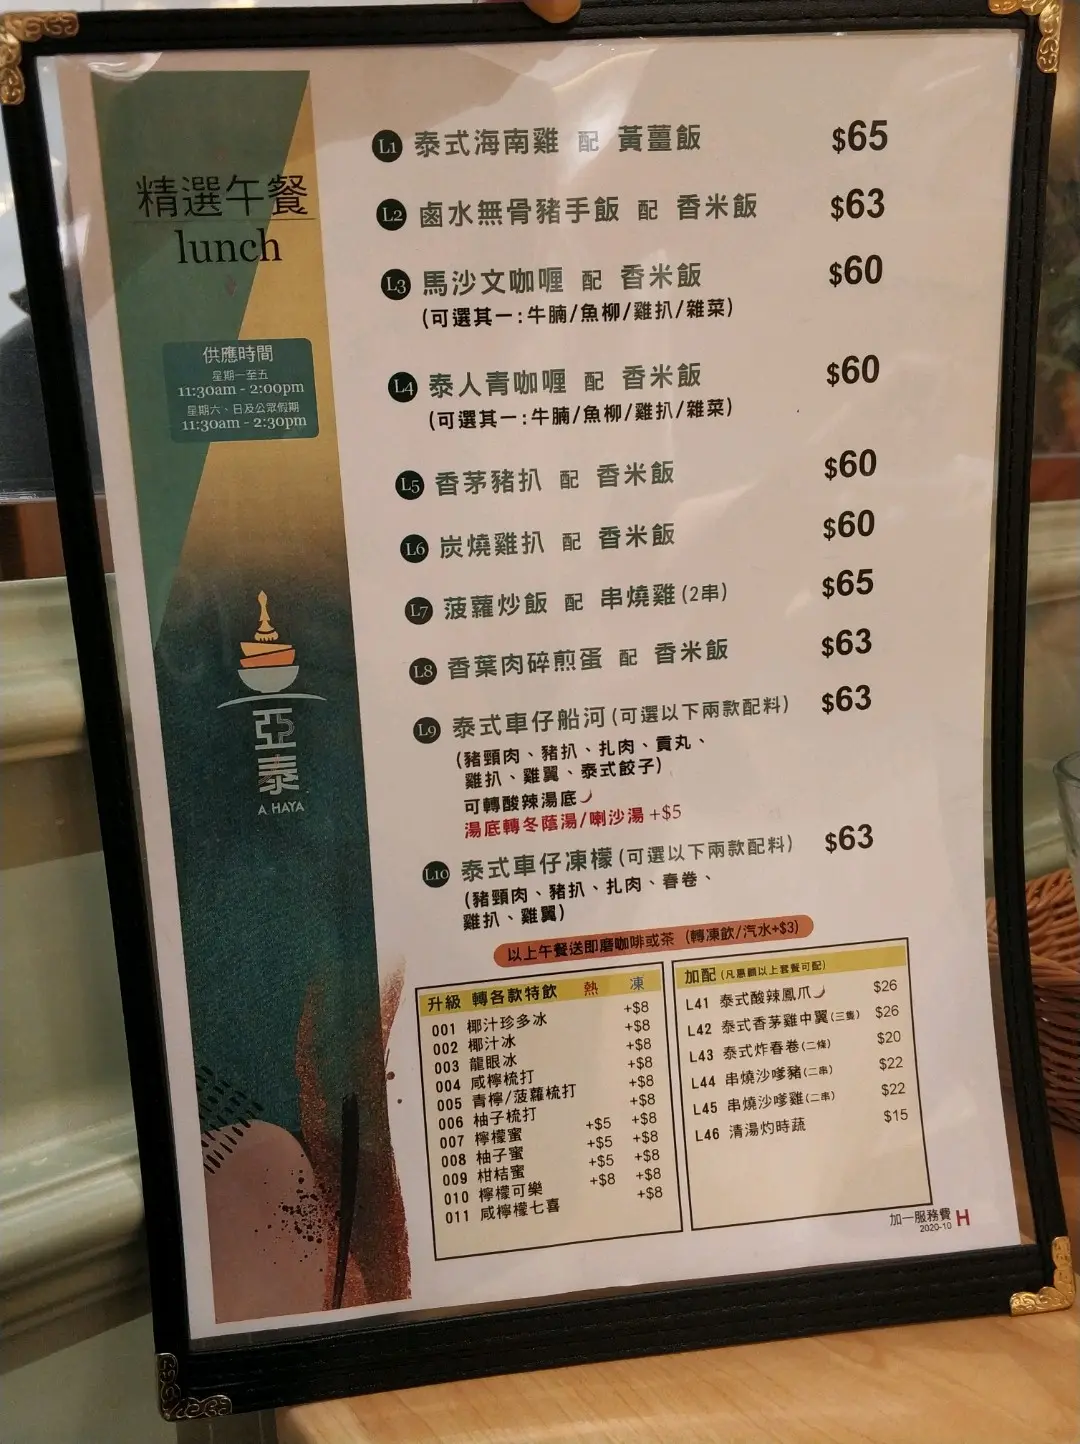 精選午餐
lunch
供應時間
星期一至五
11:30am - 2:00pm
星期六、日及公眾假期
11:30am - 2:30pm
亞泰
A HAYA
L1 泰式海南雞 配 黃薑飯 $65
L2 鹵水無骨豬手飯 配 香米飯 $63
L3 馬沙文咖喱 配 香米飯 $60
(可選其一:牛腩/魚柳/雞扒/雜菜)
L4 泰人青咖喱 配 香米飯 $60
(可選其一:牛腩/魚柳/雞扒/雜菜)
L5 香茅豬扒 配 香米飯 $60
L6 炭燒雞扒 配 香米飯 $60
L7 菠蘿炒飯 配 串燒雞(2串) $65
L8 香葉肉碎煎蛋 配 香米飯 $63
L9 泰式車仔船河(可選以下兩款配料) $63
(豬頸肉、豬扒、扎肉、貢丸、
雞扒、雞翼、泰式餃子)
可轉酸辣湯底
湯底轉冬蔭湯/喇沙湯 +$5
L10 泰式車仔凍檬(可選以下兩款配料) $63
(豬頸肉、豬扒、扎肉、春卷、
雞扒、雞翼)
以上午餐送即磨咖啡或茶 (轉凍飲/汽水+$3)
升級 轉各款特飲 熱 凍
001 椰汁珍多冰 +$8
002 椰汁冰 +$8
003 龍眼冰 +$8
004 咸檸梳打 +$8
005 青檸/菠蘿梳打 +$8
006 柚子梳打 +$8
007 檸檬蜜 +$5 +$8
008 柚子蜜 +$5 +$8
009 柑桔蜜 +$5 +$8
010 檸檬可樂 +$8 +$8
011 咸檸檬七喜 +$8
加配 (凡惠顧以上套餐可配)
L41 泰式酸辣鳳爪 $26
L42 泰式香茅雞中翼(三隻) $26
L43 泰式炸春卷(二條) $20
L44 串燒沙嗲豬(二串) $22
L45 串燒沙嗲雞(二串) $22
L46 清湯灼時蔬 $15
加一服務費
2020-10 H